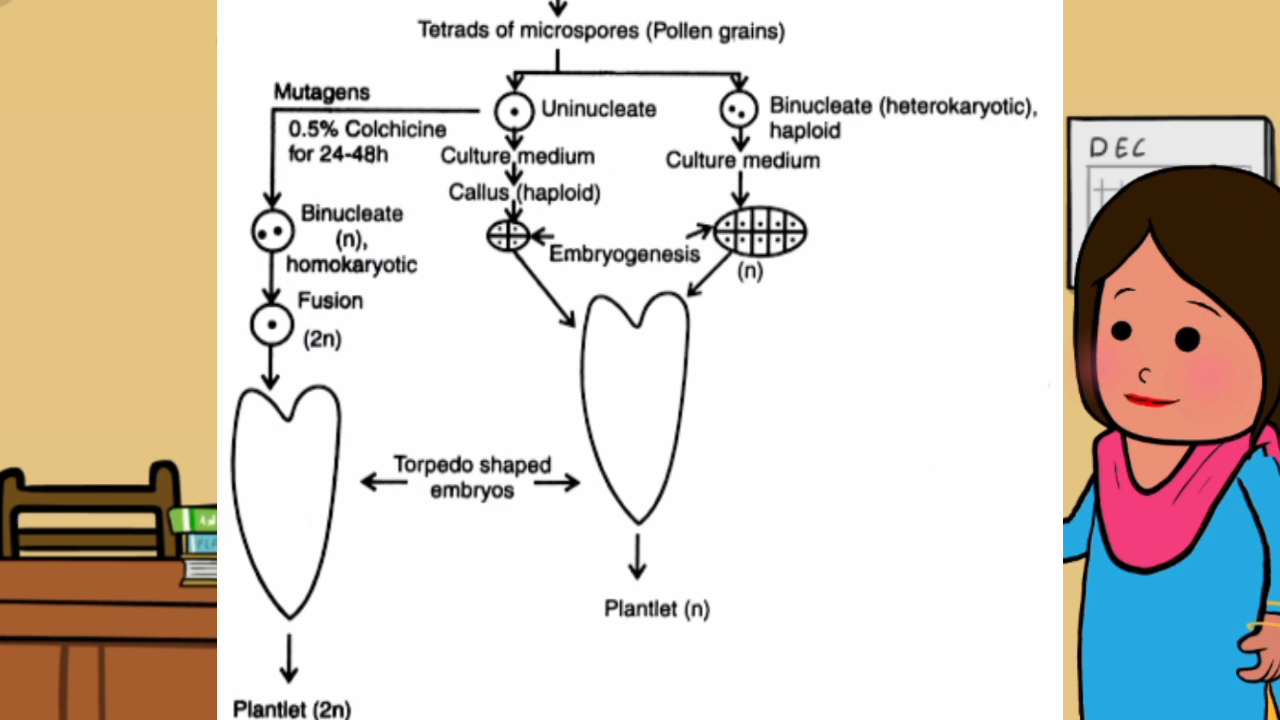 Tetrads of microspores (Pollen grains)
Mutagens
0.5% Colchicine
for 24-48h
Uninucleate
Binucleate (heterokaryotic),
haploid
Culture medium
Culture medium
Callus (haploid)
Binucleate
(n),
homokaryotic
Embryogenesis
(n)
Fusion
(2n)
Torpedo shaped
embryos
Plantlet (n)
Plantlet (2n)
DEC